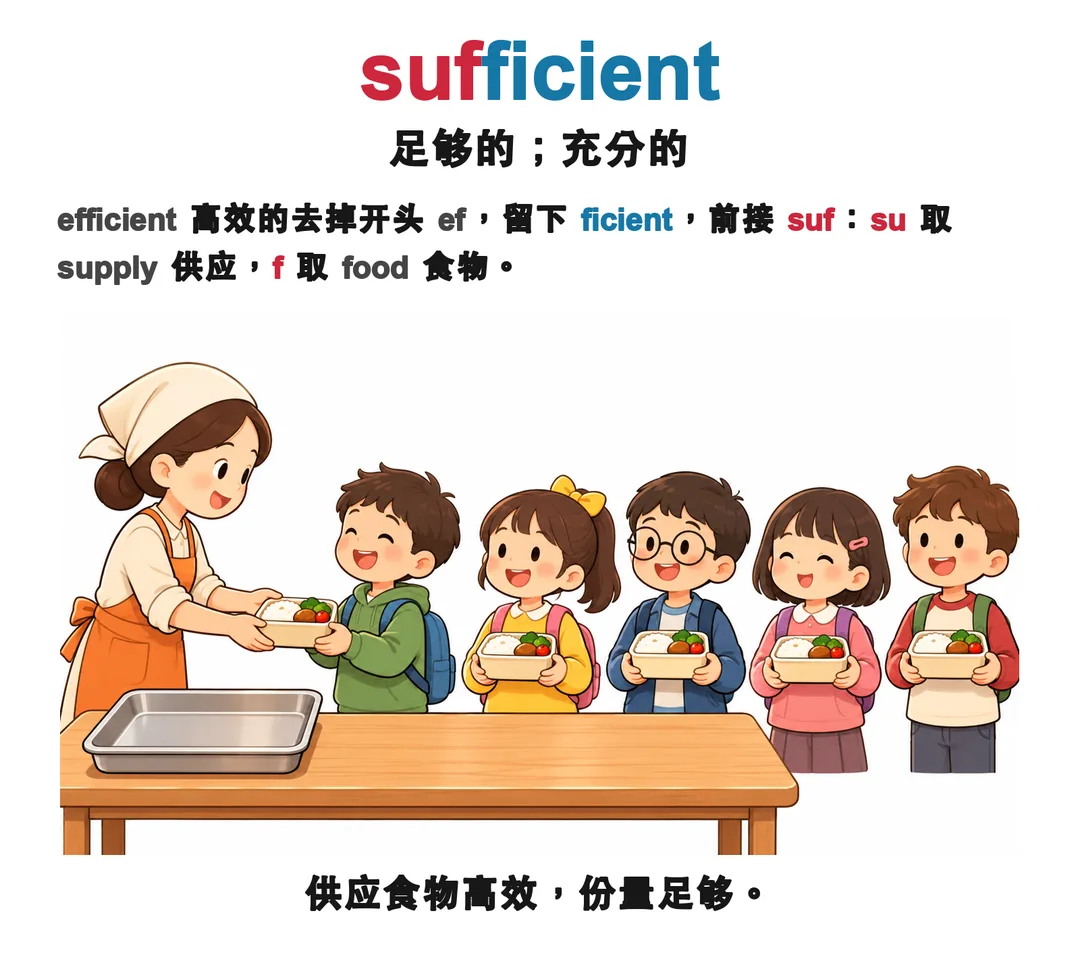 sufficient
足够的；充分的
efficient 高效的去掉开头 ef，留下 ficient，前接 suf：su 取
supply 供应，f 取 food 食物。
供应食物高效，份量足够。